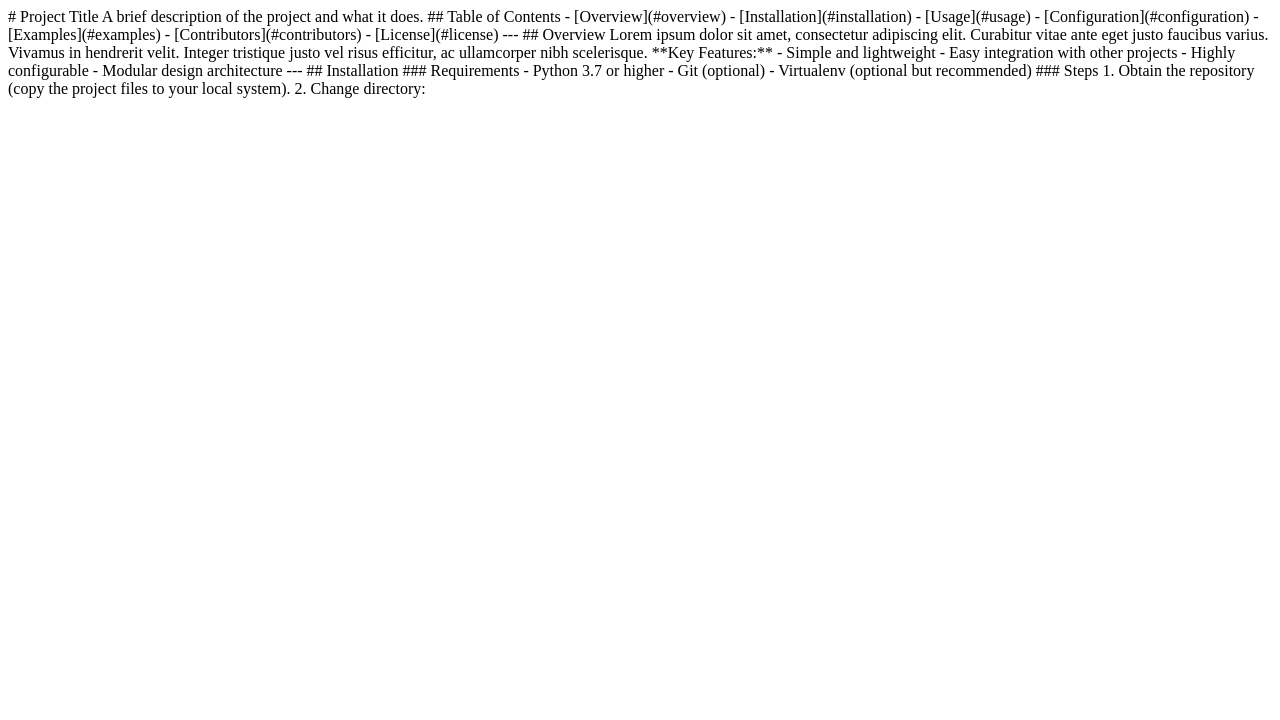 # Project Title A brief description of the project and what it does. ## Table of Contents - [Overview](#overview) - [Installation](#installation) - [Usage](#usage) - [Configuration](#configuration) -
[Examples](#examples) - [Contributors](#contributors) - [License](#license) --- ## Overview Lorem ipsum dolor sit amet, consectetur adipiscing elit. Curabitur vitae ante eget justo faucibus varius.
Vivamus in hendrerit velit. Integer tristique justo vel risus efficitur, ac ullamcorper nibh scelerisque. **Key Features:** - Simple and lightweight - Easy integration with other projects - Highly
configurable - Modular design architecture --- ## Installation ### Requirements - Python 3.7 or higher - Git (optional) - Virtualenv (optional but recommended) ### Steps 1. Obtain the repository
(copy the project files to your local system). 2. Change directory: